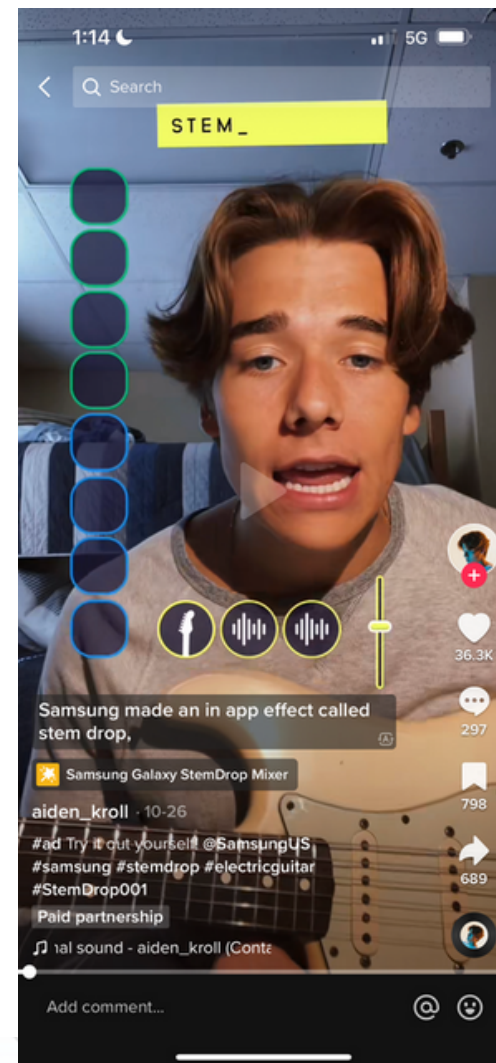 1:14
5G
Search
STEM_
36.3K
Samsung made an in app effect called
stem drop,
297
Samsung Galaxy StemDrop Mixer
798
aiden_kroll · 10-26
#ad Try it out yourself! @SamsungUS
#samsung #stemdrop #electricguitar
#StemDrop001
689
Paid partnership
nal sound - aiden_kroll (Conta
Add comment...
@